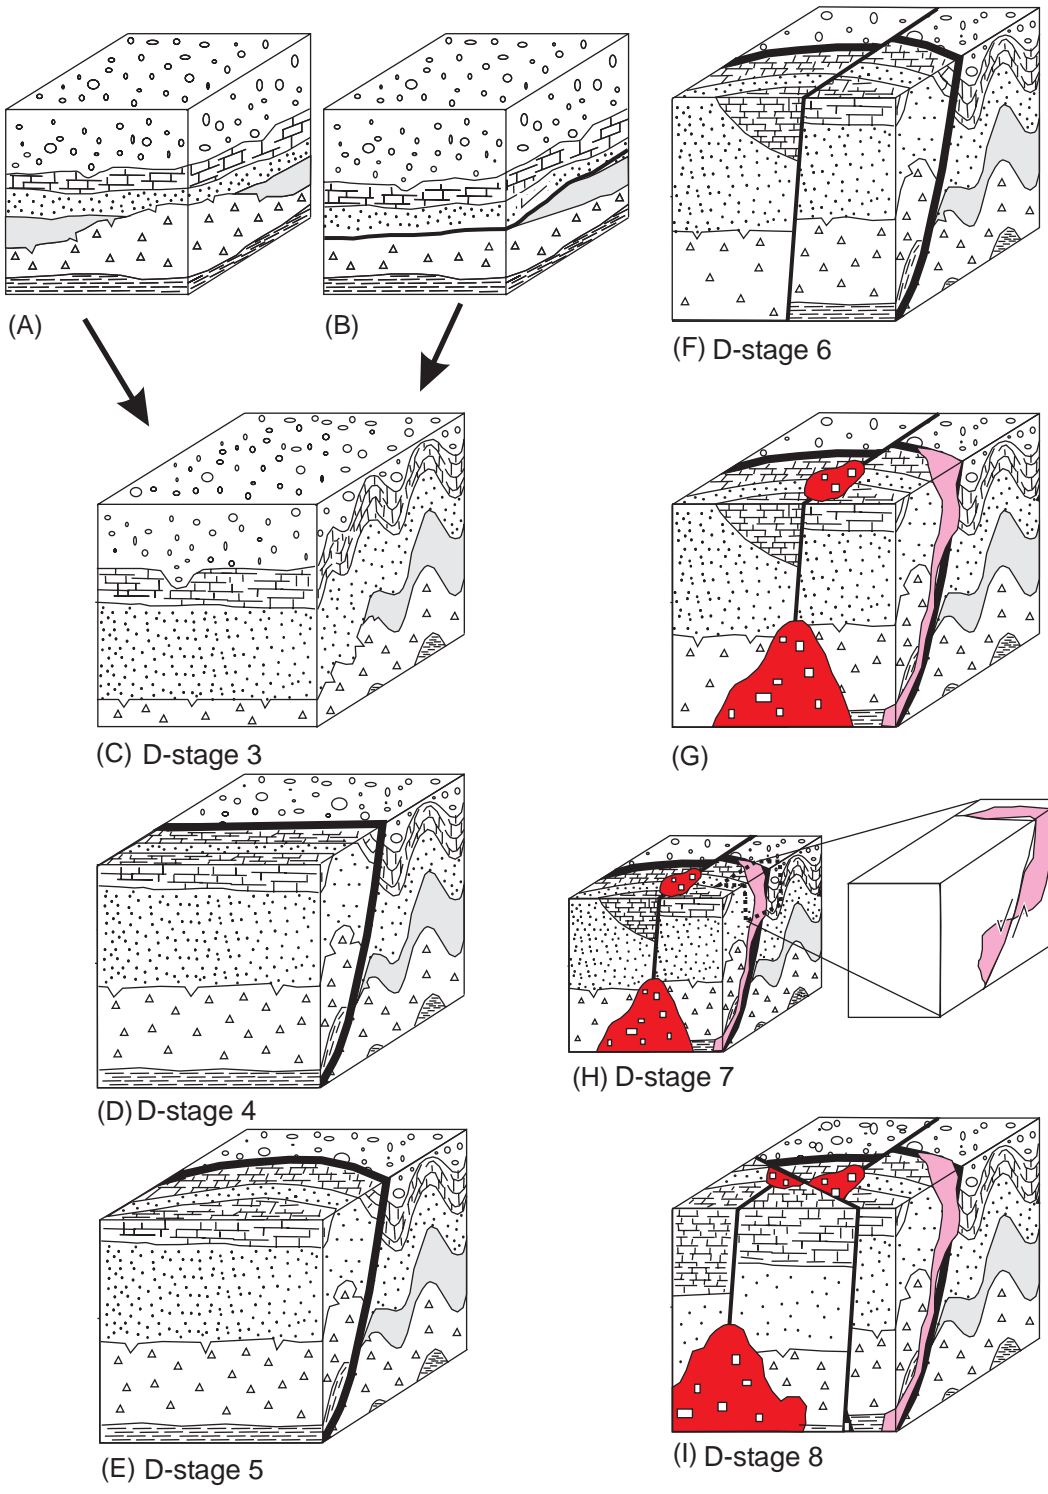 (A)
(B)
(C) D-stage 3
(D) D-stage 4
(E) D-stage 5
(F) D-stage 6
(G)
(H) D-stage 7
(I) D-stage 8